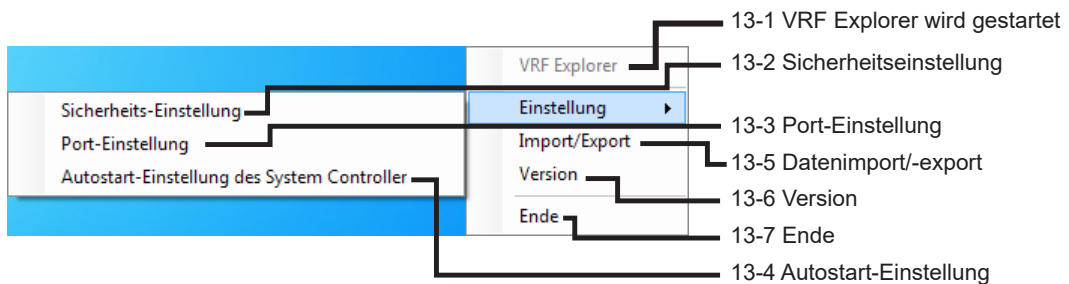 13-1 VRF Explorer wird gestartet
VRF Explorer
13-2 Sicherheitseinstellung
Sicherheits-Einstellung
Einstellung
13-3 Port-Einstellung
Port-Einstellung
Import/Export
13-5 Datenimport/-export
Autostart-Einstellung des System Controller
Version
13-6 Version
Ende
13-7 Ende
13-4 Autostart-Einstellung